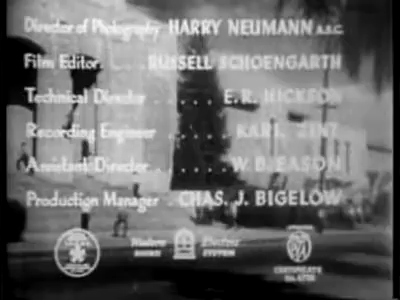 Director of Photography HARRY NEUMANN A.S.C.
Film Editor. . . . RUSSELL SCHOENGARTH
Technical Director . . . . . E. R. HICKSON
Recording Engineer . . . . . KARL ZINT
Assistant Director . . . . . . W. B. EASON
Production Manager . CHAS. J. BIGELOW
Western Electric
SYSTEM
CERTIFICATE